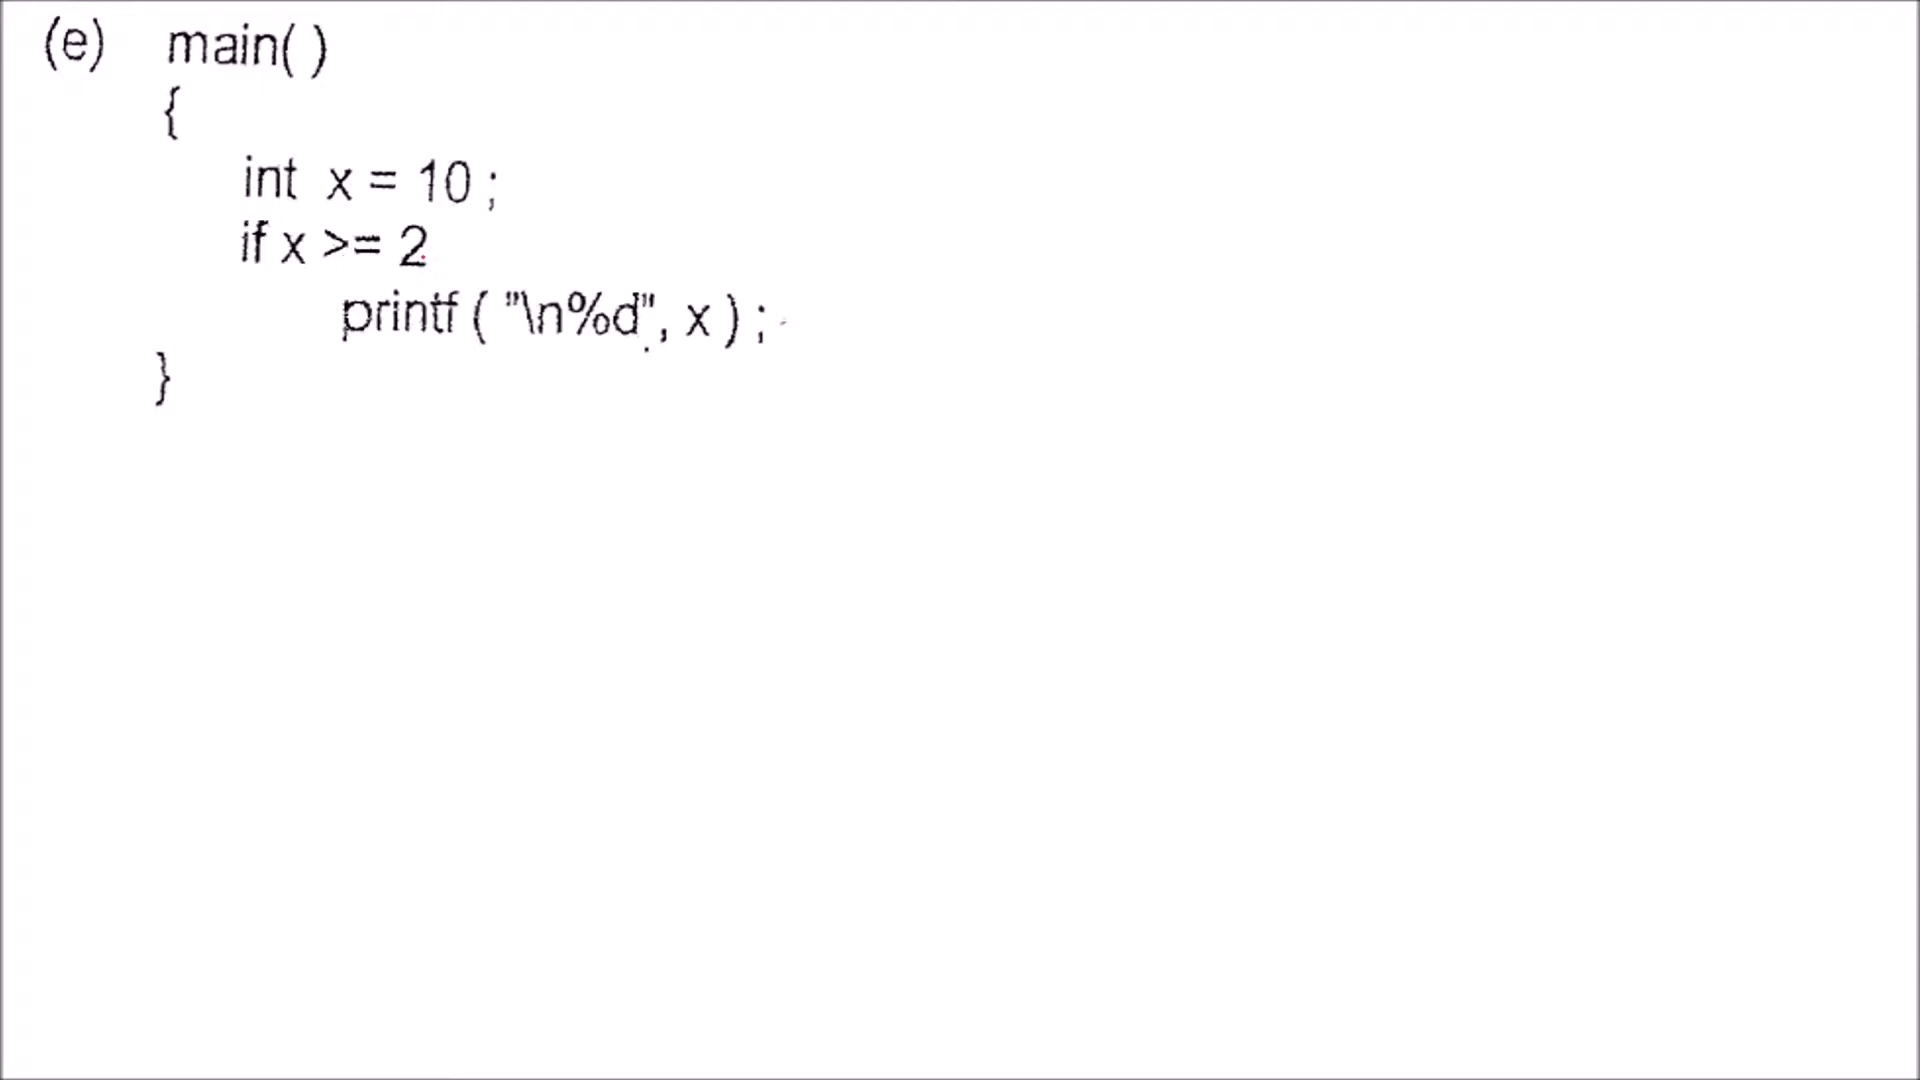 (e) main( )
{
int x = 10 ;
if x >= 2
printf ( "\n%d", x ) ;
}